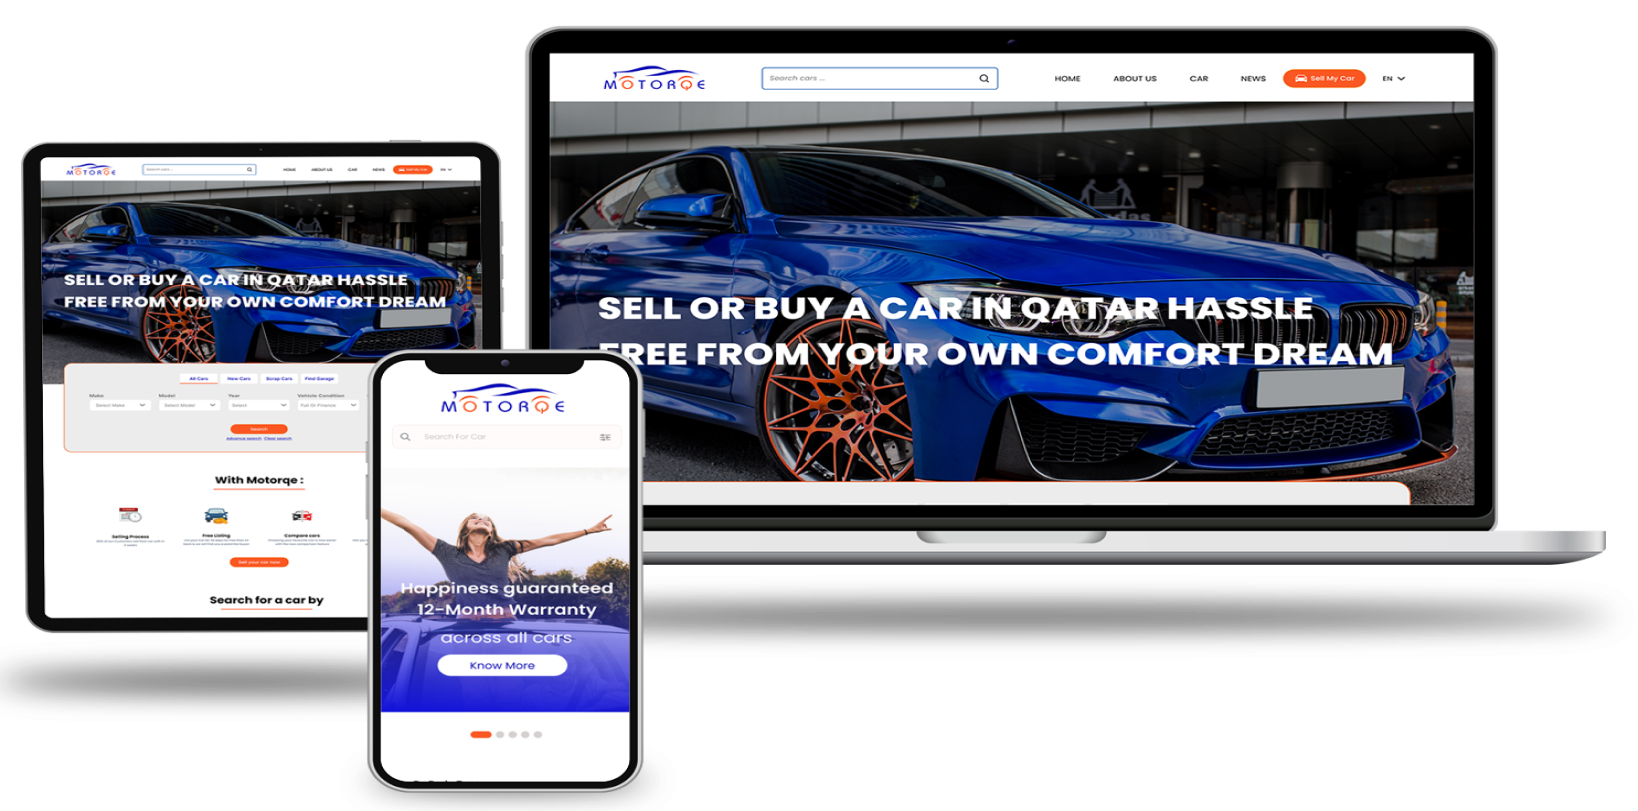 MOTORQE
Search cars ...
HOME
ABOUT US
CAR
NEWS
Sell My Car
EN
SELL OR BUY A CAR IN QATAR HASSLE
FREE FROM YOUR OWN COMFORT DREAM
MOTORQE
Search cars ...
HOME
ABOUT US
CAR
NEWS
Sell My Car
EN
SELL OR BUY A CAR IN QATAR HASSLE
FREE FROM YOUR OWN COMFORT DREAM
All Cars
New Cars
Scrap Cars
Find Garage
Make
Model
Year
Vehicle Condition
Select Make
Select Model
Select
Full Or Finance
Search
Advance search
Clear search
With Motorqe :
Selling Process
Free Listing
Compare cars
Sell your car now
Search for a car by
MOTORQE
Search For Car
Happiness guaranteed
12-Month Warranty
across all cars
Know More